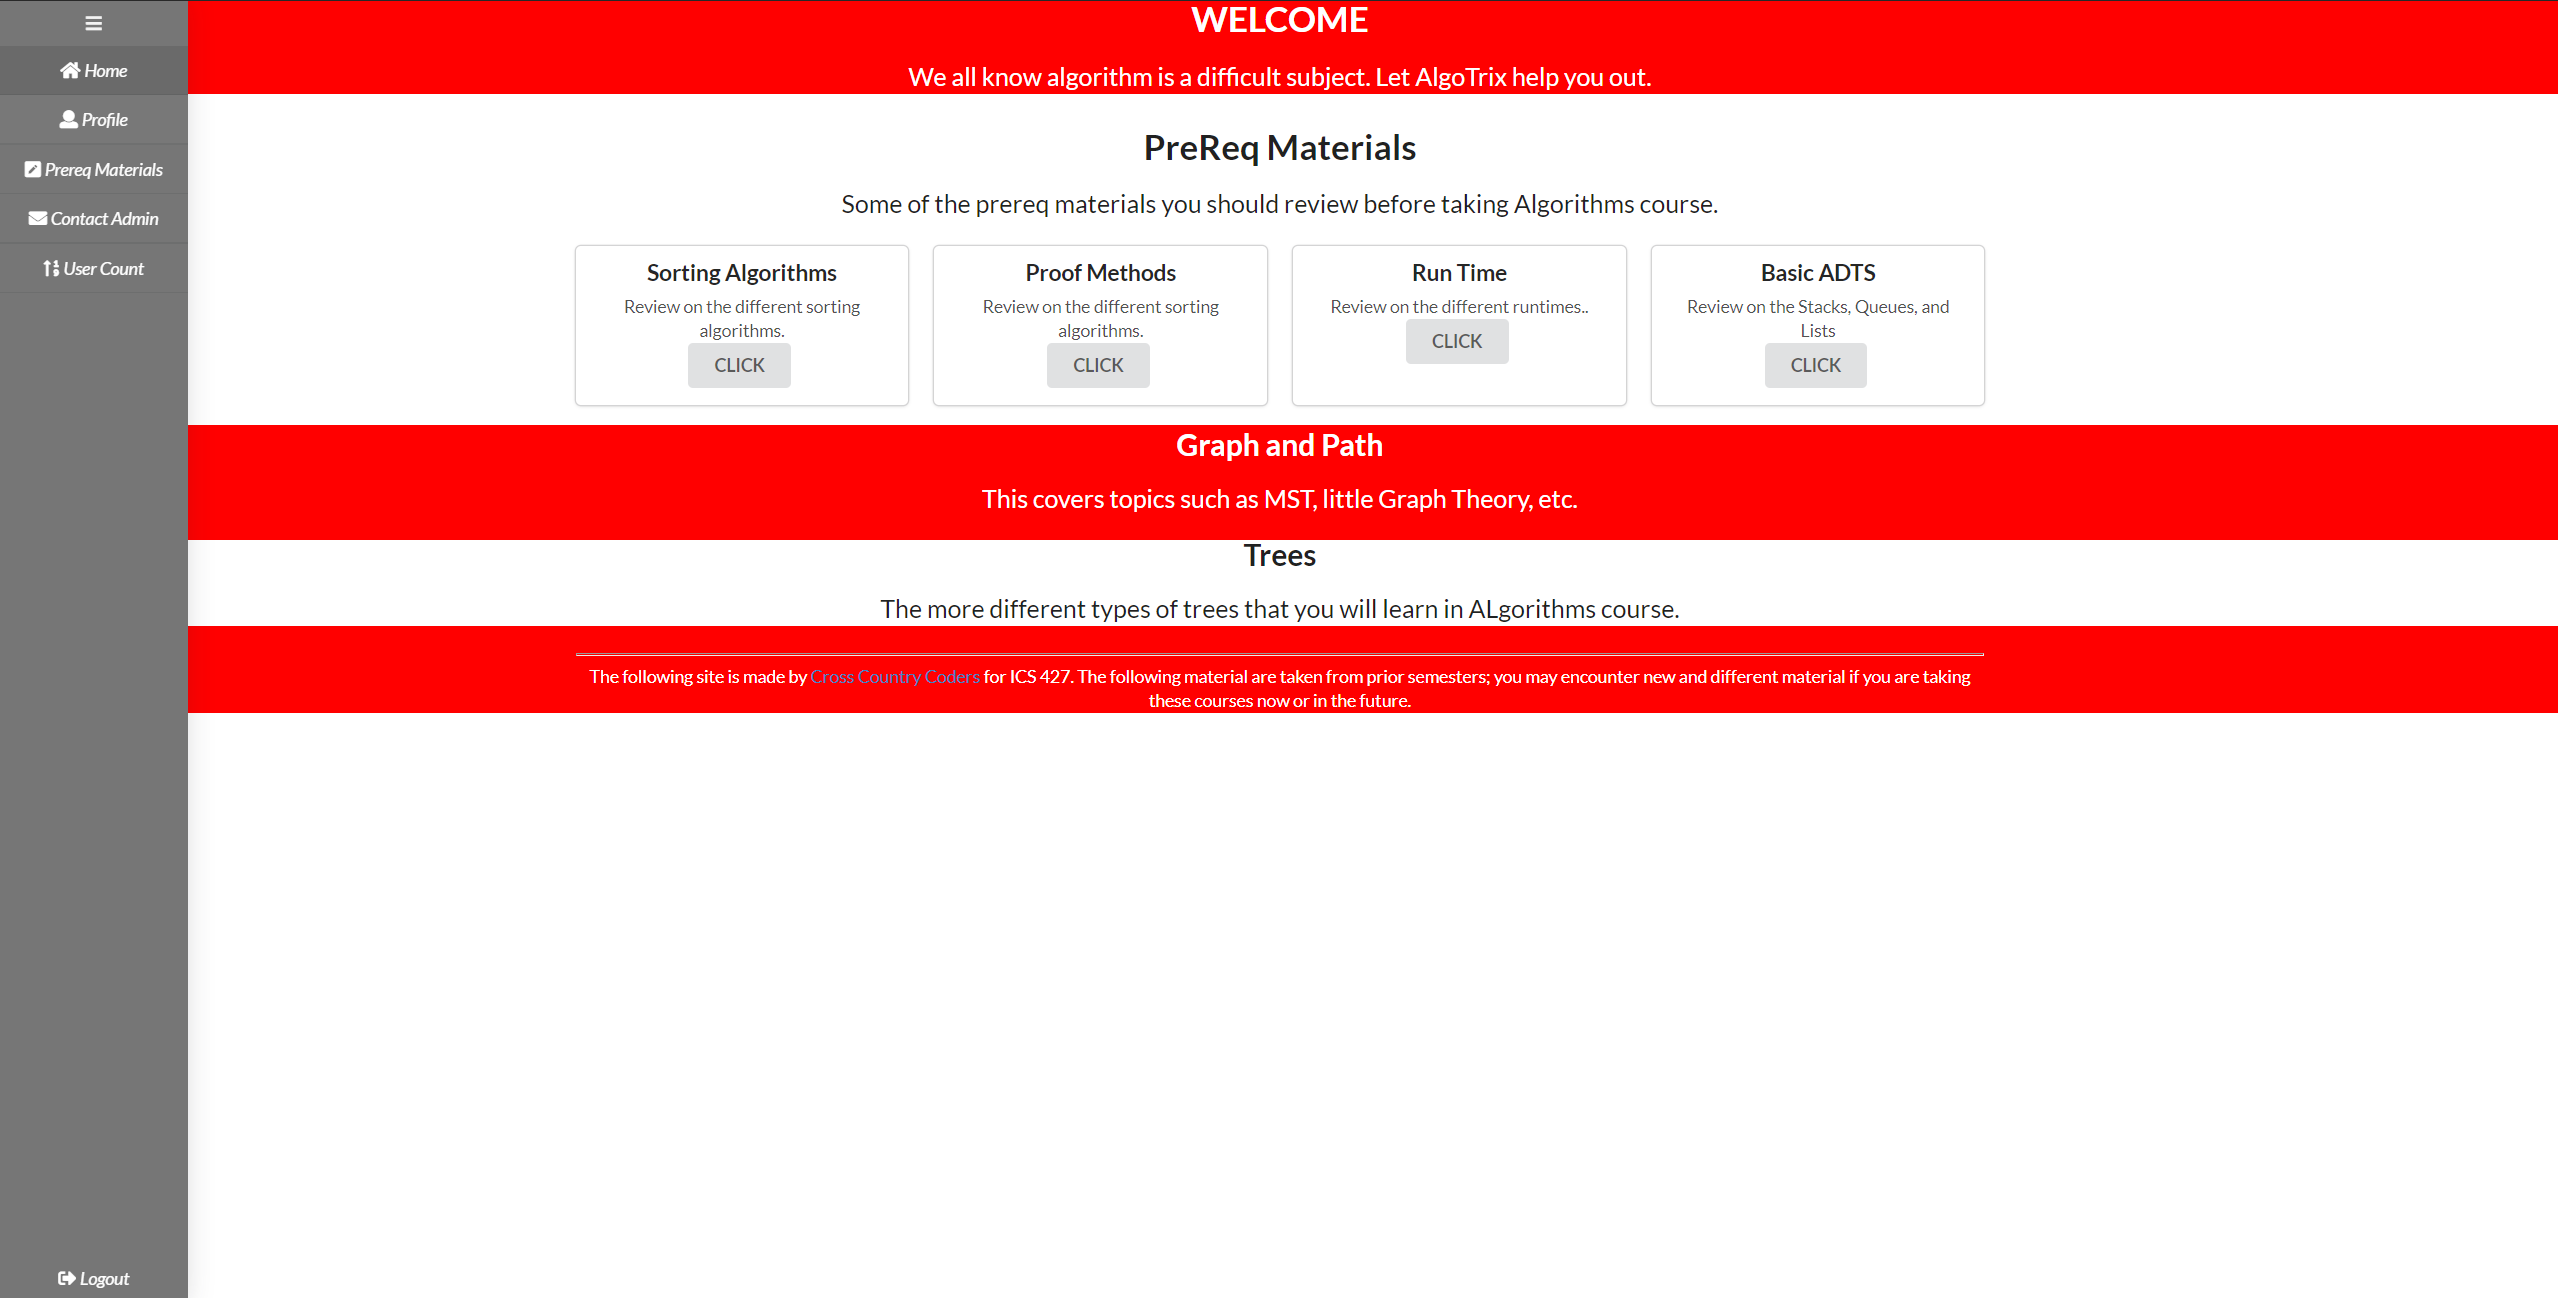 Home
Profile
Prereq Materials
Contact Admin
User Count
Logout
WELCOME
We all know algorithm is a difficult subject. Let AlgoTrix help you out.
PreReq Materials
Some of the prereq materials you should review before taking Algorithms course.
Sorting Algorithms
Review on the different sorting
algorithms.
CLICK
Proof Methods
Review on the different sorting
algorithms.
CLICK
Run Time
Review on the different runtimes..
CLICK
Basic ADTS
Review on the Stacks, Queues, and
Lists
CLICK
Graph and Path
This covers topics such as MST, little Graph Theory, etc.
Trees
The more different types of trees that you will learn in ALgorithms course.
The following site is made by Cross Country Coders for ICS 427. The following material are taken from prior semesters; you may encounter new and different material if you are taking
these courses now or in the future.